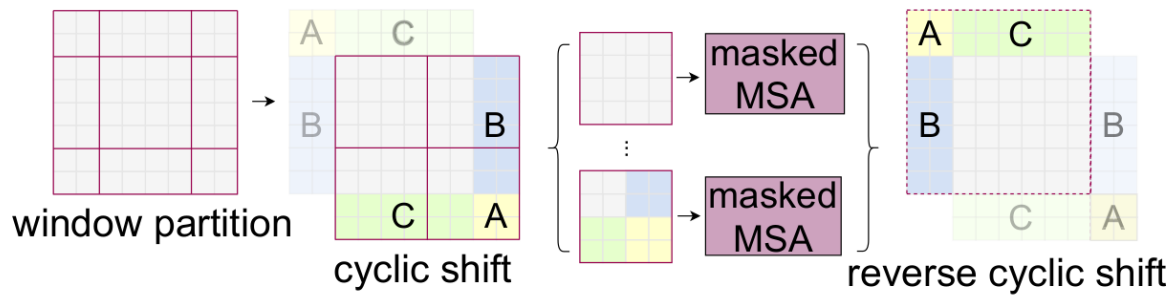 window partition
A
C
B
B
C
A
cyclic shift
masked
MSA
⋮
masked
MSA
A
C
B
B
C
A
reverse cyclic shift